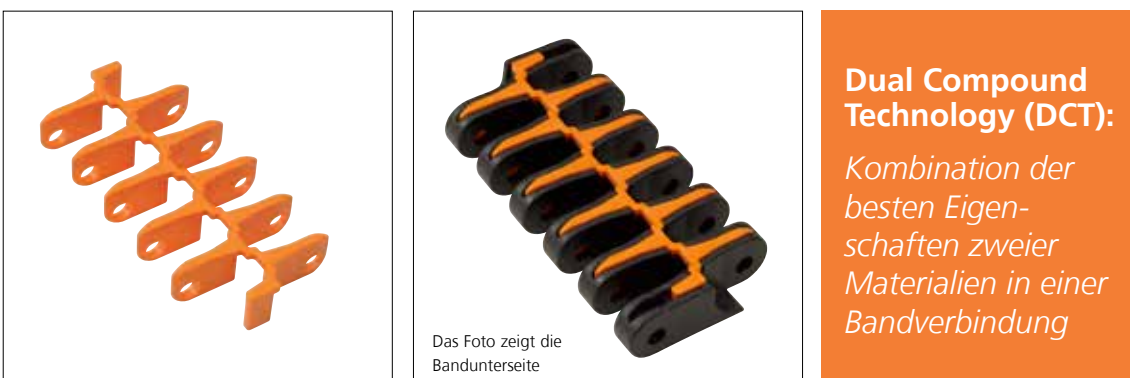 Das Foto zeigt die
Bandunterseite
Dual Compound
Technology (DCT):
Kombination der
besten Eigen-
schaften zweier
Materialien in einer
Bandverbindung